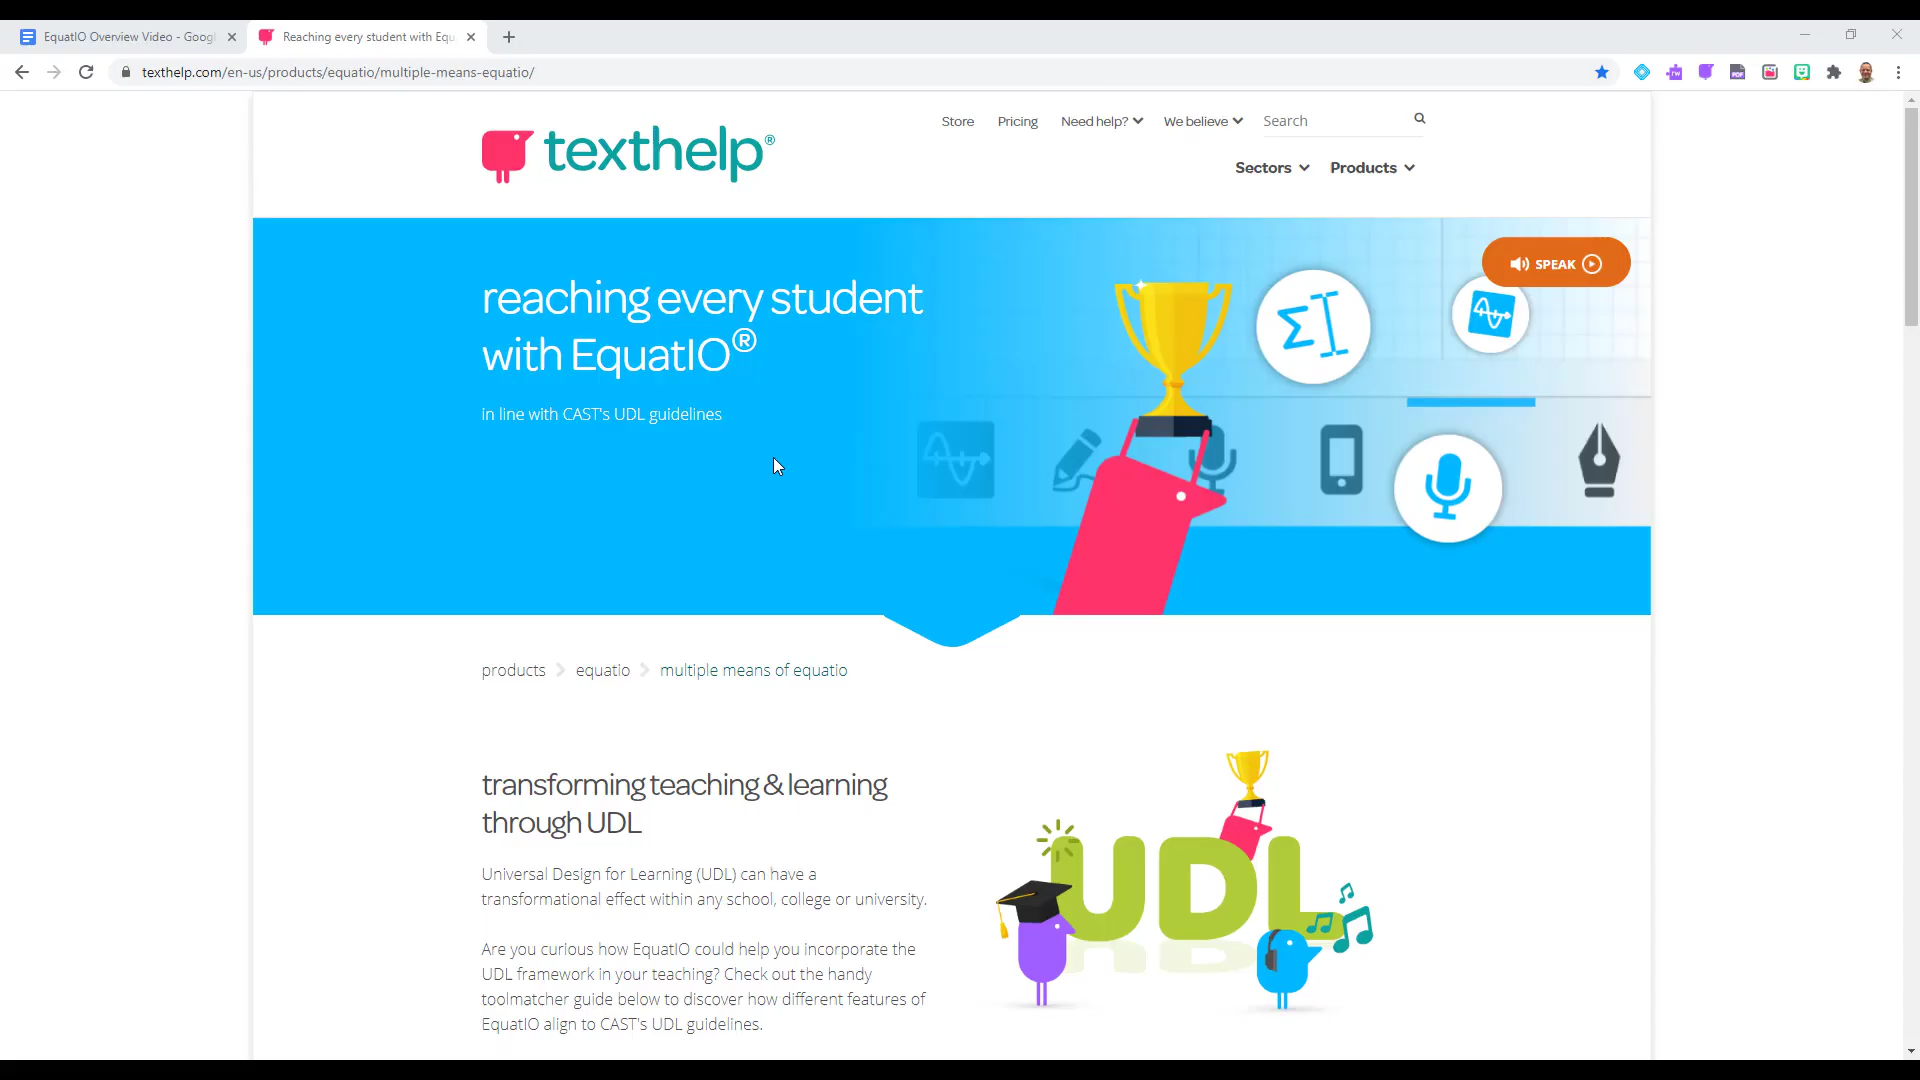 EquatIO Overview Video - Goog
Reaching every student with Equ
texthelp.com/en-us/products/equatio/multiple-means-equatio/
texthelp®
Store
Pricing
Need help?
We believe
Search
Sectors
Products
SPEAK
reaching every student
with EquatIO®
in line with CAST's UDL guidelines
products
equatio
multiple means of equatio
transforming teaching & learning
through UDL
Universal Design for Learning (UDL) can have a
transformational effect within any school, college or university.
Are you curious how EquatIO could help you incorporate the
UDL framework in your teaching? Check out the handy
toolmatcher guide below to discover how different features of
EquatIO align to CAST's UDL guidelines.
UDL